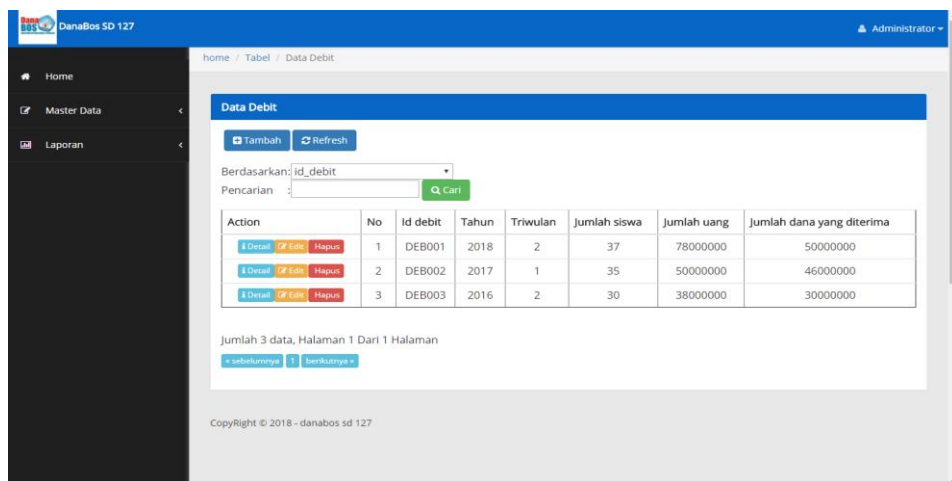 Dana BOS DanaBos SD 127
Administrator
home / Tabel / Data Debit
Home
Master Data
Laporan
Data Debit
Tambah Refresh
Berdasarkan: id_debit
Pencarian : Cari
Action No Id debit Tahun Triwulan Jumlah siswa Jumlah uang Jumlah dana yang diterima
Detail Edit Hapus 1 DEB001 2018 2 37 78000000 50000000
Detail Edit Hapus 2 DEB002 2017 1 35 50000000 46000000
Detail Edit Hapus 3 DEB003 2016 2 30 38000000 30000000
Jumlah 3 data, Halaman 1 Dari 1 Halaman
« sebelumnya 1 berikutnya »
CopyRight © 2018 - danabos sd 127